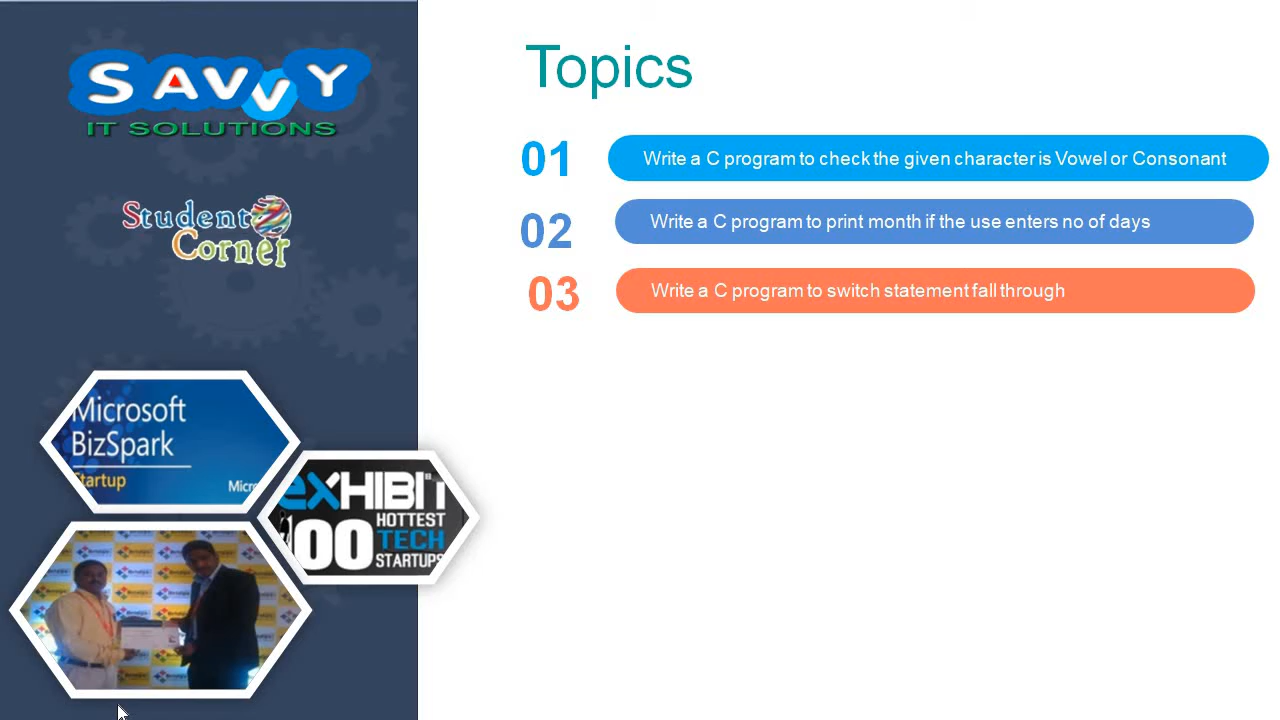 SAVVY
IT SOLUTIONS
Student
Corner
Microsoft
BizSpark
Startup
Micr
Topics
01 Write a C program to check the given character is Vowel or Consonant
02 Write a C program to print month if the use enters no of days
03 Write a C program to switch statement fall through
eXHIBIT
100 HOTTEST
TECH
STARTUPS